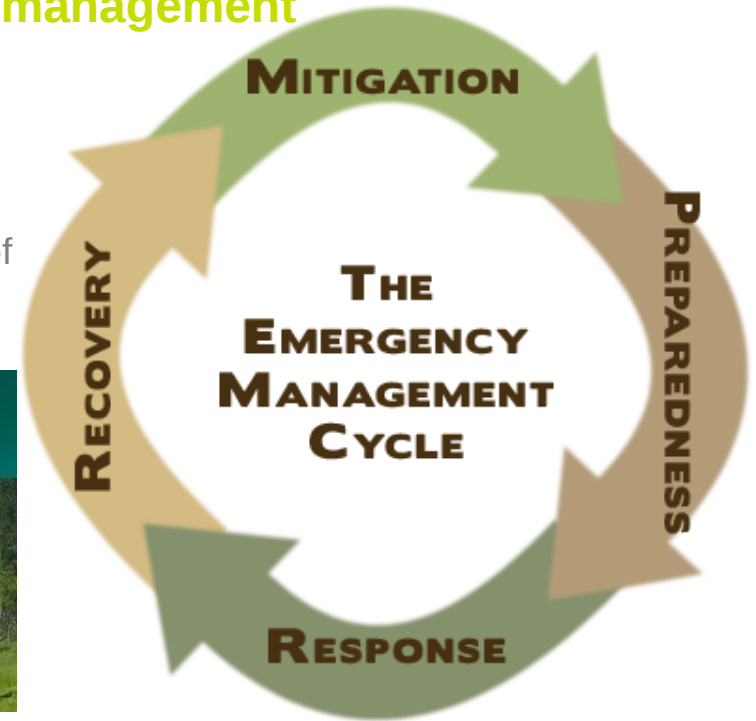 management
MITIGATION
PREPAREDNESS
f
THE
EMERGENCY
MANAGEMENT
CYCLE
RECOVERY
RESPONSE